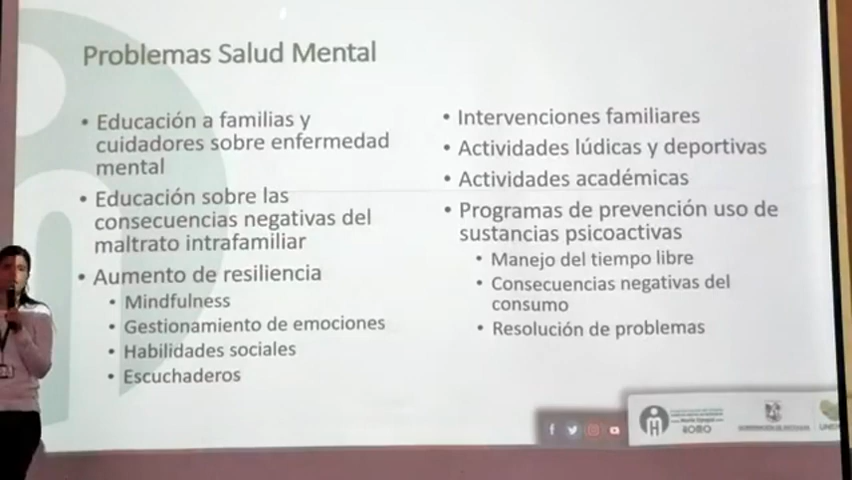 Problemas Salud Mental
• Educación a familias y
cuidadores sobre enfermedad
mental
• Educación sobre las
consecuencias negativas del
maltrato intrafamiliar
• Aumento de resiliencia
• Mindfulness
• Gestionamiento de emociones
• Habilidades sociales
• Escuchaderos
• Intervenciones familiares
• Actividades lúdicas y deportivas
• Actividades académicas
• Programas de prevención uso de
sustancias psicoactivas
• Manejo del tiempo libre
• Consecuencias negativas del
consumo
• Resolución de problemas